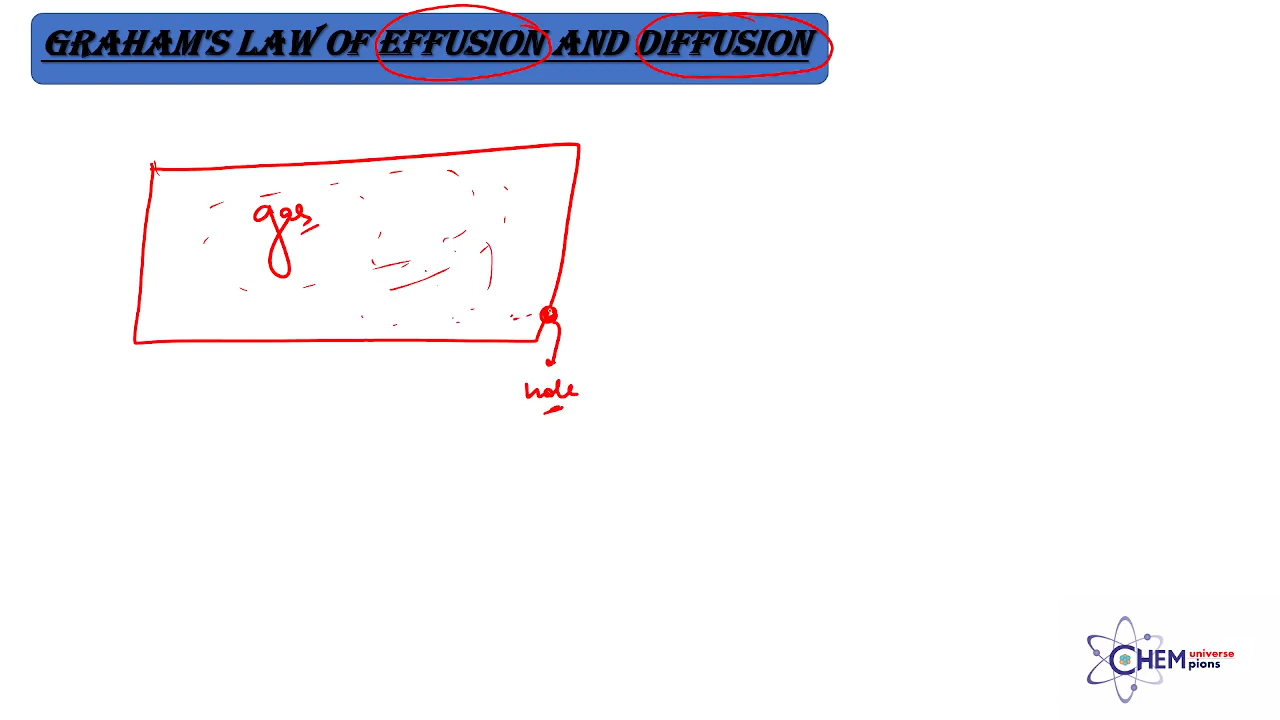 GRAHAM'S LAW OF EFFUSION AND DIFFUSION
gas
hole
CHEM universe
pions